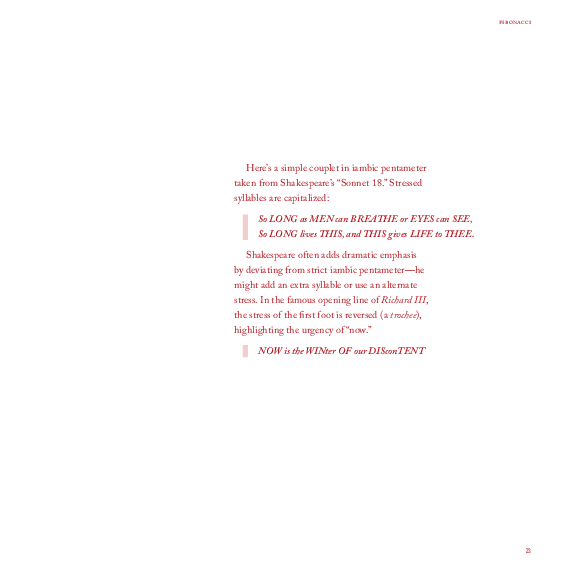 FIBONACCI
Here's a simple couplet in iambic pentameter
taken from Shakespeare's “Sonnet 18.” Stressed
syllables are capitalized:
So LONG as MEN can BREATHE or EYES can SEE,
So LONG lives THIS, and THIS gives LIFE to THEE.
Shakespeare often adds dramatic emphasis
by deviating from strict iambic pentameter—he
might add an extra syllable or use an alternate
stress. In the famous opening line of Richard III,
the stress of the first foot is reversed (a trochee),
highlighting the urgency of “now.”
NOW is the WINter OF our DISconTENT